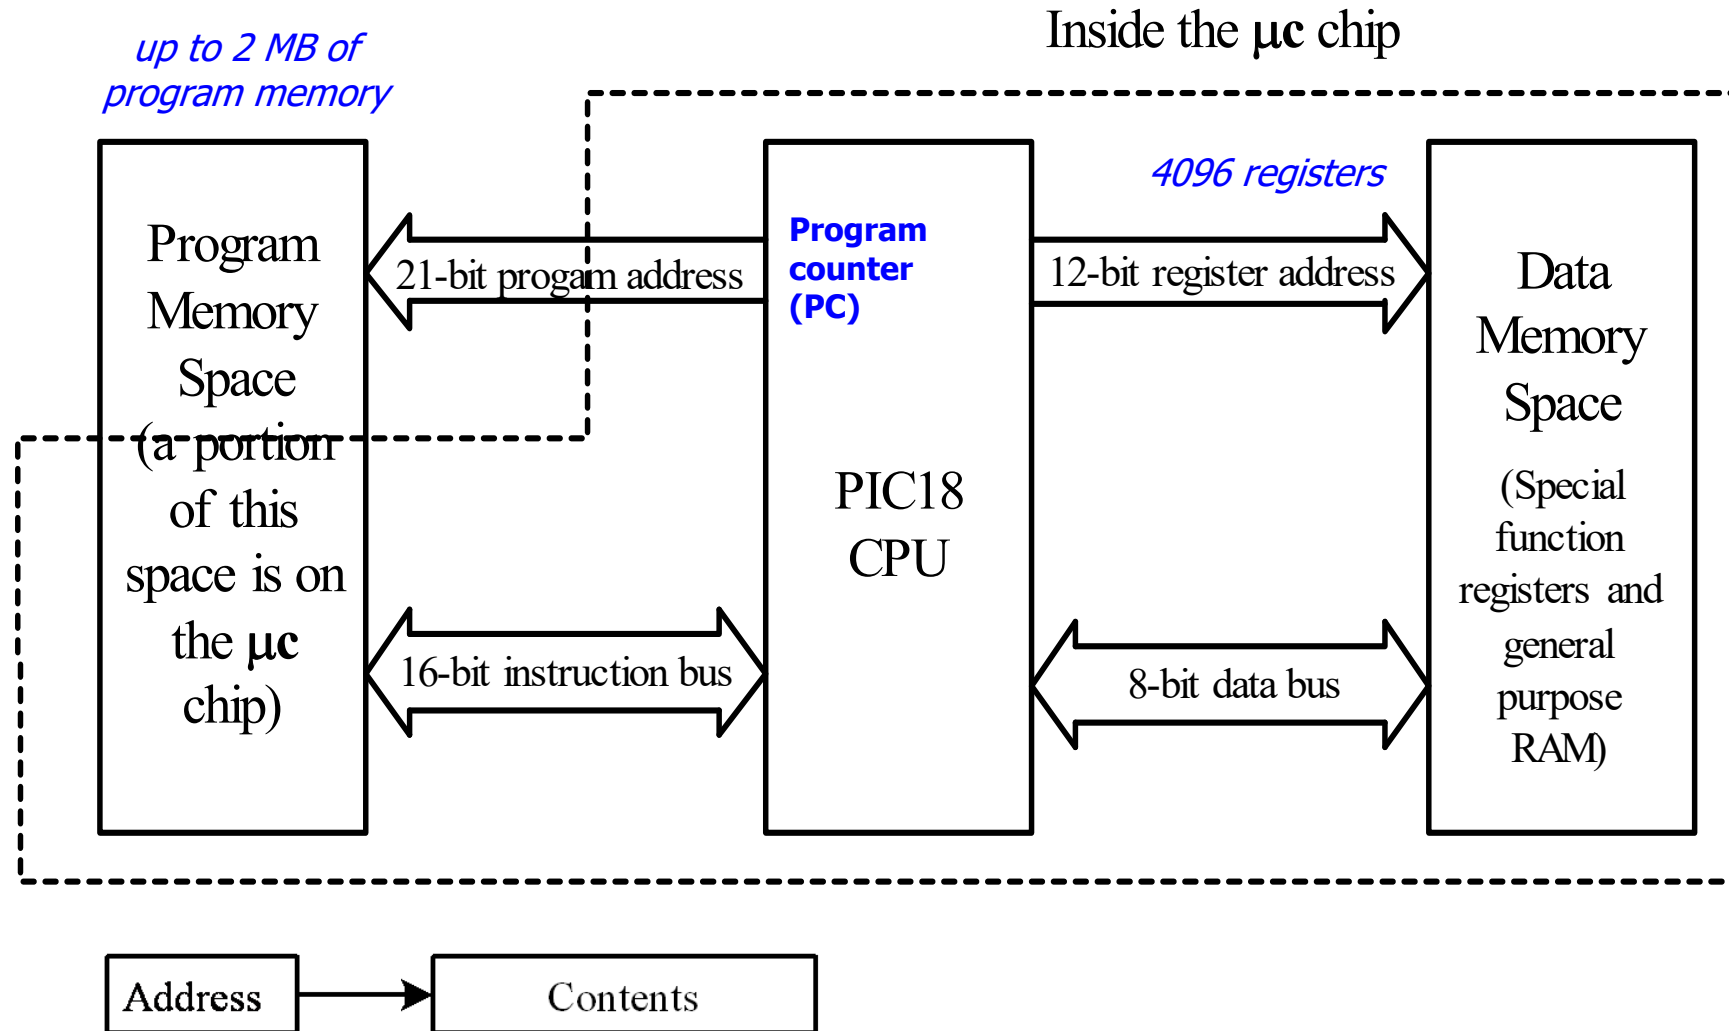 Inside the μc chip
up to 2 MB of
program memory
Program
Memory
Space
(a portion
of this
space is on
the μc
chip)
21-bit progam address
16-bit instruction bus
Program
counter
(PC)
PIC18
CPU
4096 registers
12-bit register address
8-bit data bus
Data
Memory
Space
(Special
function
registers and
general
purpose
RAM)
Address
Contents